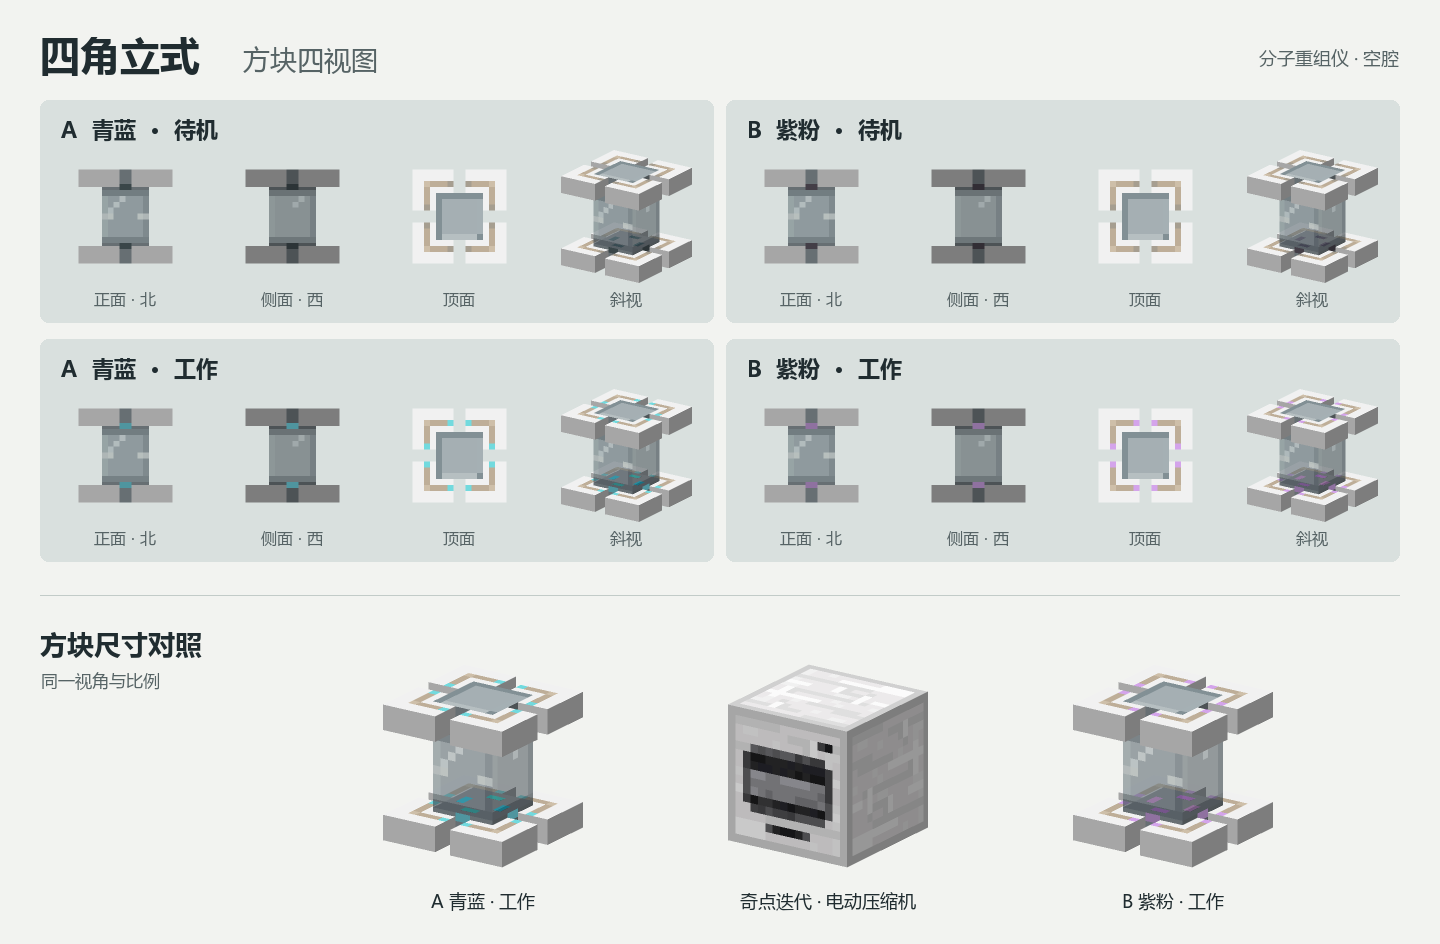 四角立式 方块四视图
分子重组仪 · 空腔
A 青蓝 • 待机
正面 · 北 侧面 · 西 顶面 斜视
B 紫粉 • 待机
正面 · 北 侧面 · 西 顶面 斜视
A 青蓝 • 工作
正面 · 北 侧面 · 西 顶面 斜视
B 紫粉 • 工作
正面 · 北 侧面 · 西 顶面 斜视
方块尺寸对照
同一视角与比例
A 青蓝 · 工作
奇点迭代 · 电动压缩机
B 紫粉 · 工作